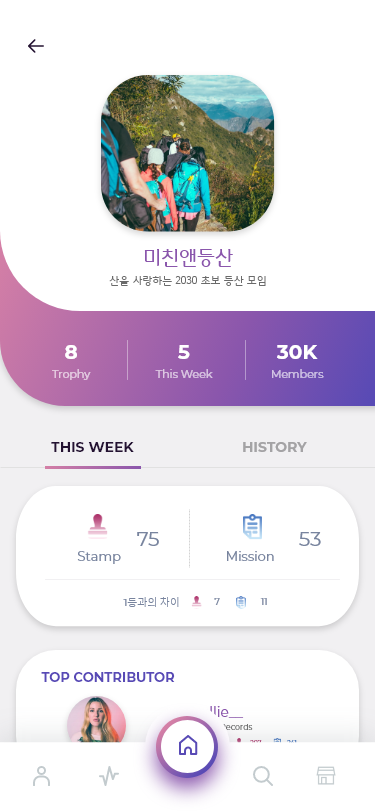 미친앤등산
산을 사랑하는 2030 초보 등산 모임
8 5 30K
Trophy This Week Members
THIS WEEK HISTORY
75 53
Stamp Mission
1등과의 차이 7 11
TOP CONTRIBUTOR
llie__